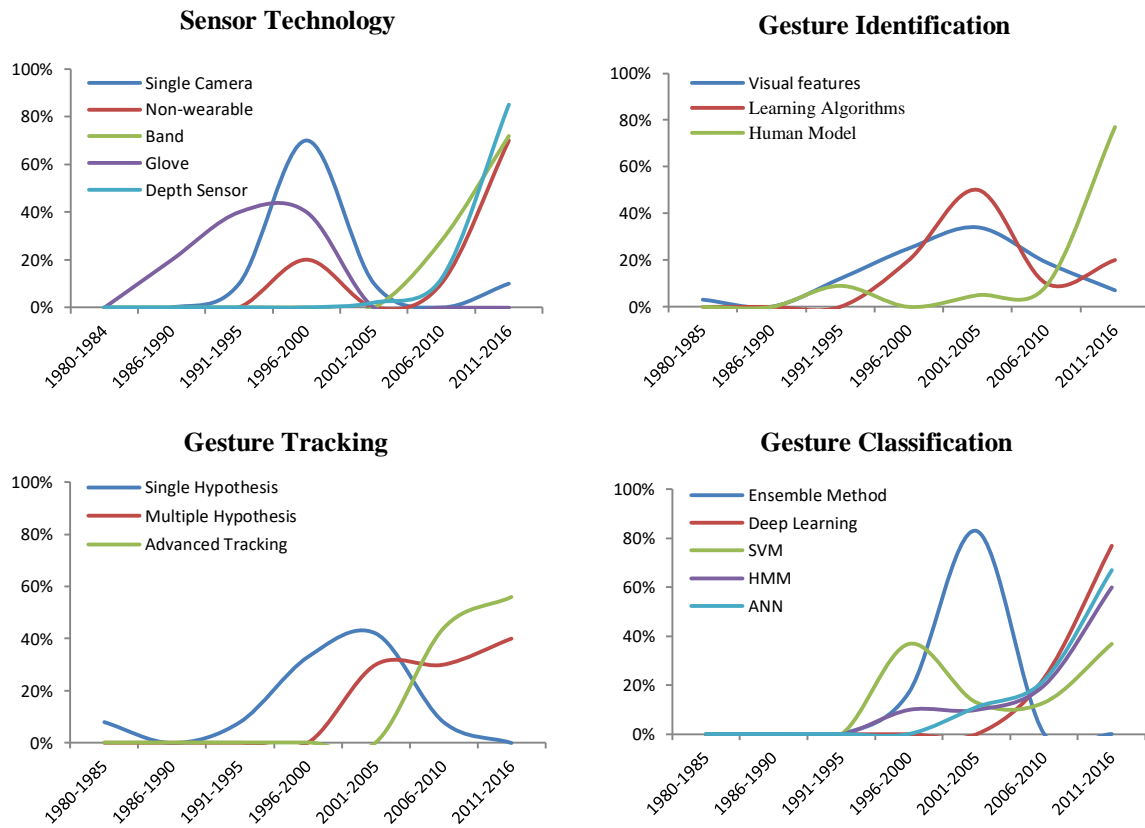 Sensor Technology
100%
80%
60%
40%
20%
0%
Single Camera
Non-wearable
Band
Glove
Depth Sensor
1980-1984
1986-1990
1991-1995
1996-2000
2001-2005
2006-2010
2011-2016
Gesture Identification
100%
80%
60%
40%
20%
0%
Visual features
Learning Algorithms
Human Model
1980-1985
1986-1990
1991-1995
1996-2000
2001-2005
2006-2010
2011-2016
Gesture Tracking
100%
80%
60%
40%
20%
0%
Single Hypothesis
Multiple Hypothesis
Advanced Tracking
1980-1985
1986-1990
1991-1995
1996-2000
2001-2005
2006-2010
2011-2016
Gesture Classification
100%
80%
60%
40%
20%
0%
Ensemble Method
Deep Learning
SVM
HMM
ANN
1980-1985
1986-1990
1991-1995
1996-2000
2001-2005
2006-2010
2011-2016